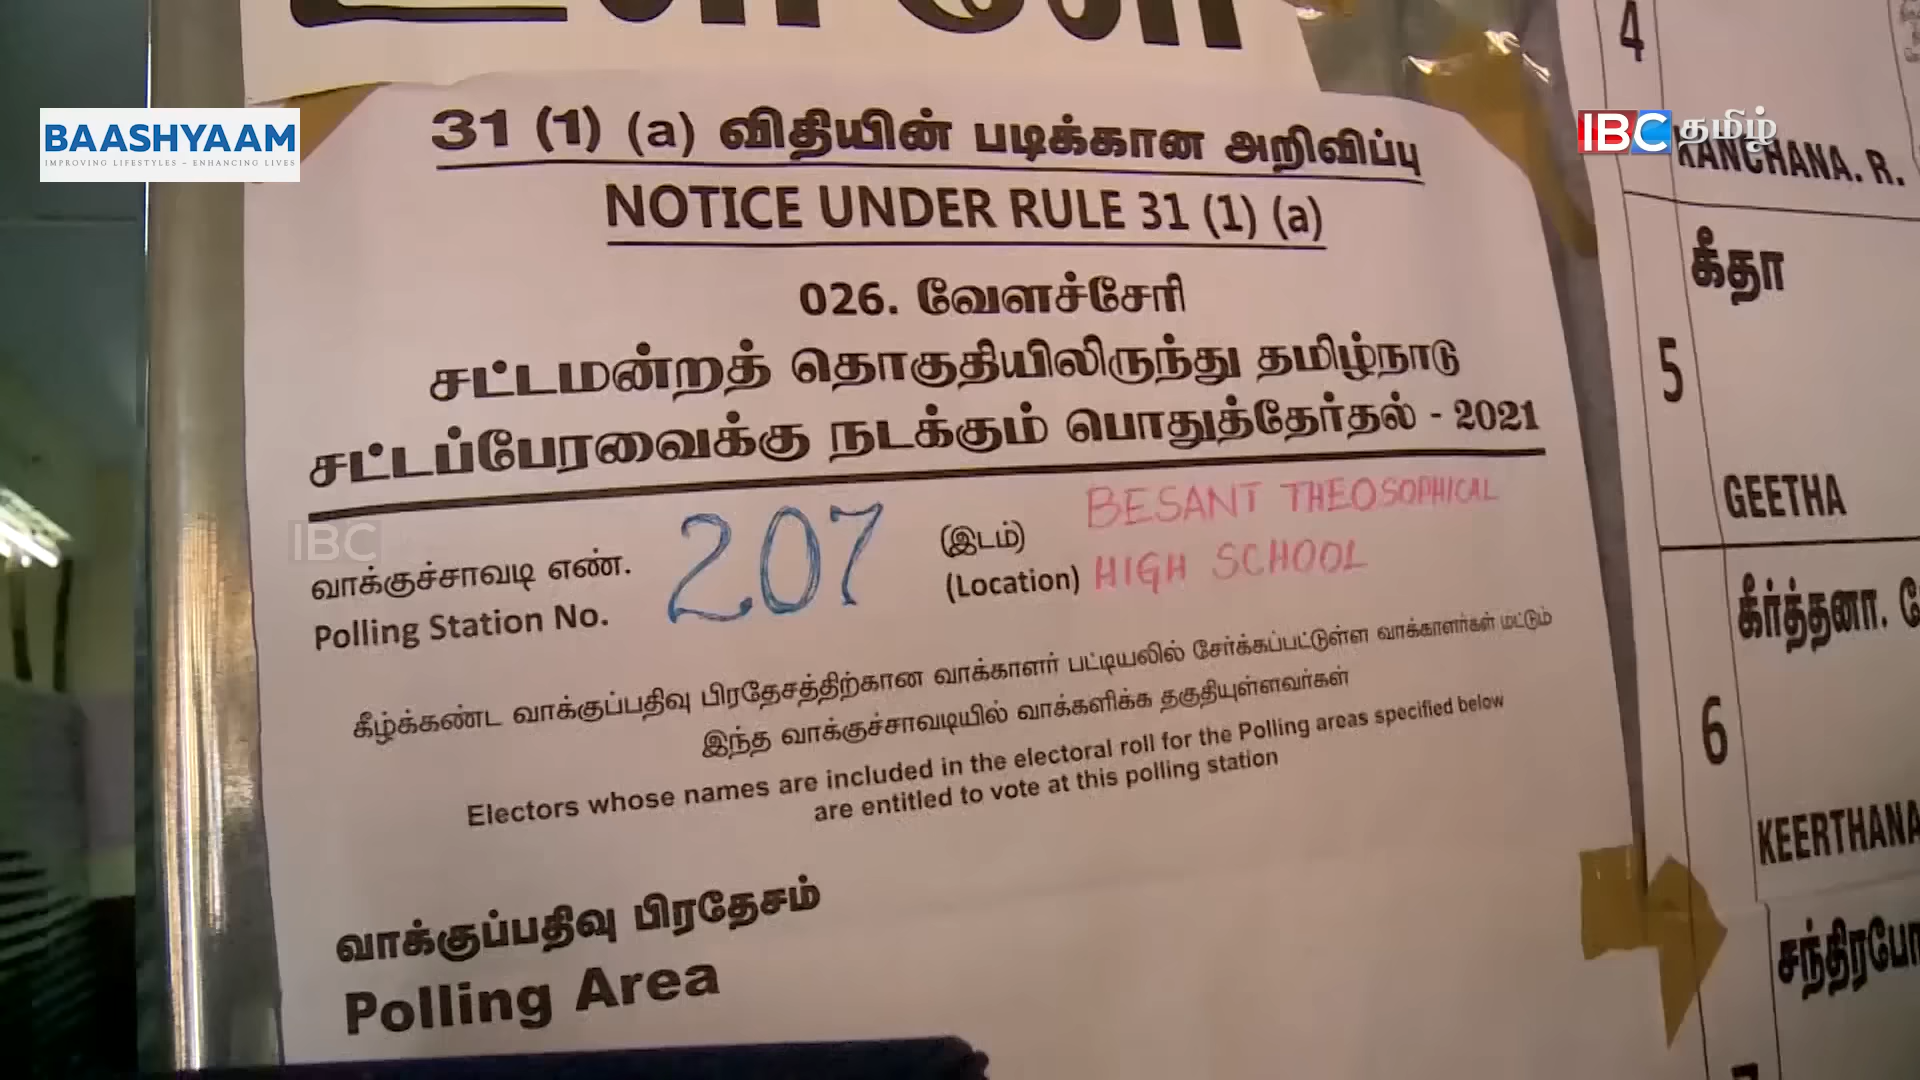 BAASHYAAM
IMPROVING LIFESTYLES - ENHANCING LIVES
IBC தமிழ்
31 (1) (a) விதியின் படிக்கான அறிவிப்பு
NOTICE UNDER RULE 31 (1) (a)
026. வேளச்சேரி
சட்டமன்றத் தொகுதியிலிருந்து தமிழ்நாடு
சட்டப்பேரவைக்கு நடக்கும் பொதுத்தேர்தல் - 2021
வாக்குச்சாவடி எண். 207 (இடம்) BESANT THEOSOPHICAL
Polling Station No. (Location) HIGH SCHOOL
IBC
கீழ்க்கண்ட வாக்குப்பதிவு பிரதேசத்திற்கான வாக்காளர் பட்டியலில் சேர்க்கப்பட்டுள்ள வாக்காளர்கள் மட்டும்
இந்த வாக்குச்சாவடியில் வாக்களிக்க தகுதியுள்ளவர்கள்
Electors whose names are included in the electoral roll for the Polling areas specified below
are entitled to vote at this polling station
வாக்குப்பதிவு பிரதேசம்
Polling Area
4
KANCHANA. R.
கீதா
5
GEETHA
கீர்த்தனா.
6
KEERTHANA